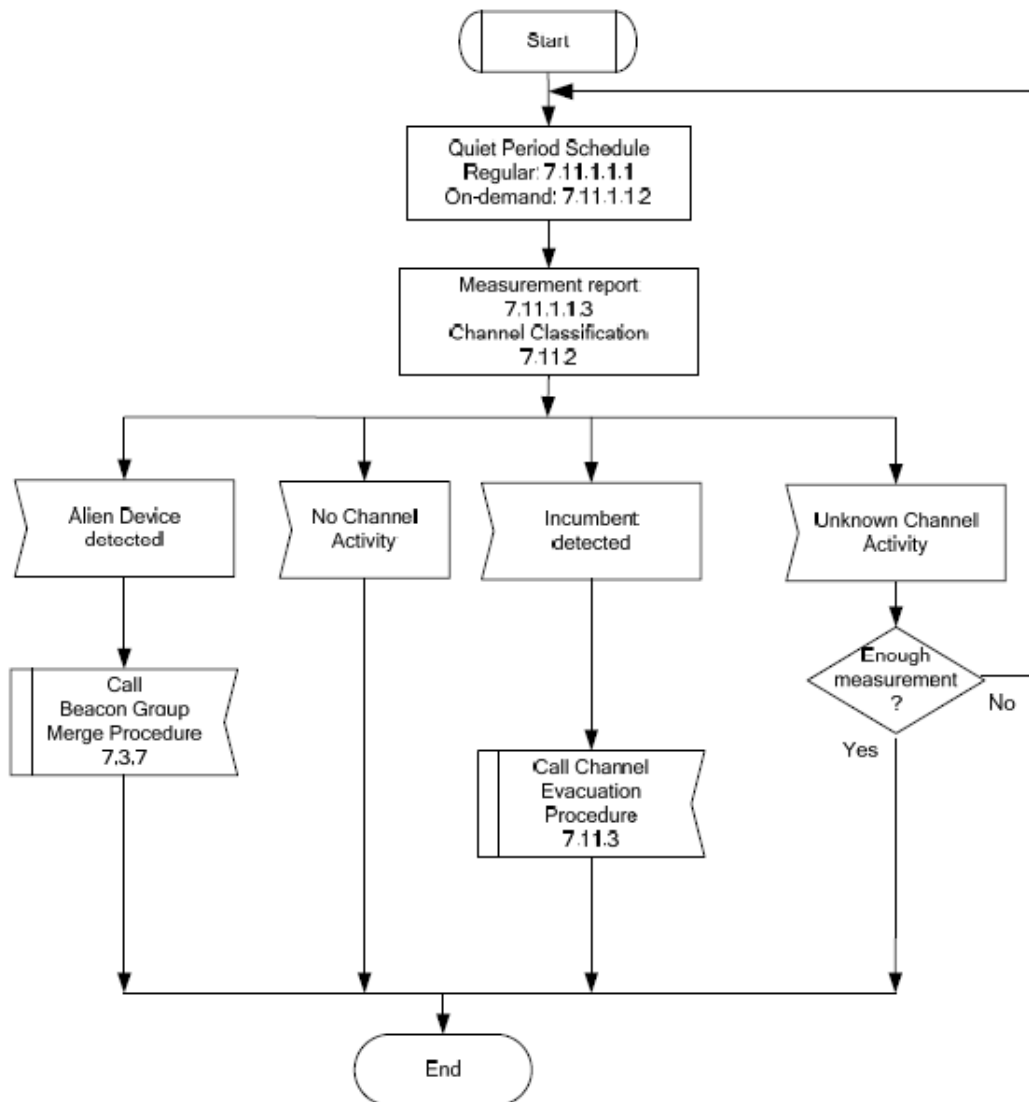 Start
Quiet Period Schedule
Regular: 7.11.1.1.1
On-demand: 7.11.1.1.2
Measurement report
7.11.1.1.3
Channel Classification
7.11.2
Alien Device
detected
No Channel
Activity
Incumbent
detected
Unknown Channel
Activity
Call
Beacon Group
Merge Procedure
7.3.7
Enough
measurement
?
No
Yes
Call Channel
Evacuation
Procedure
7.11.3
End